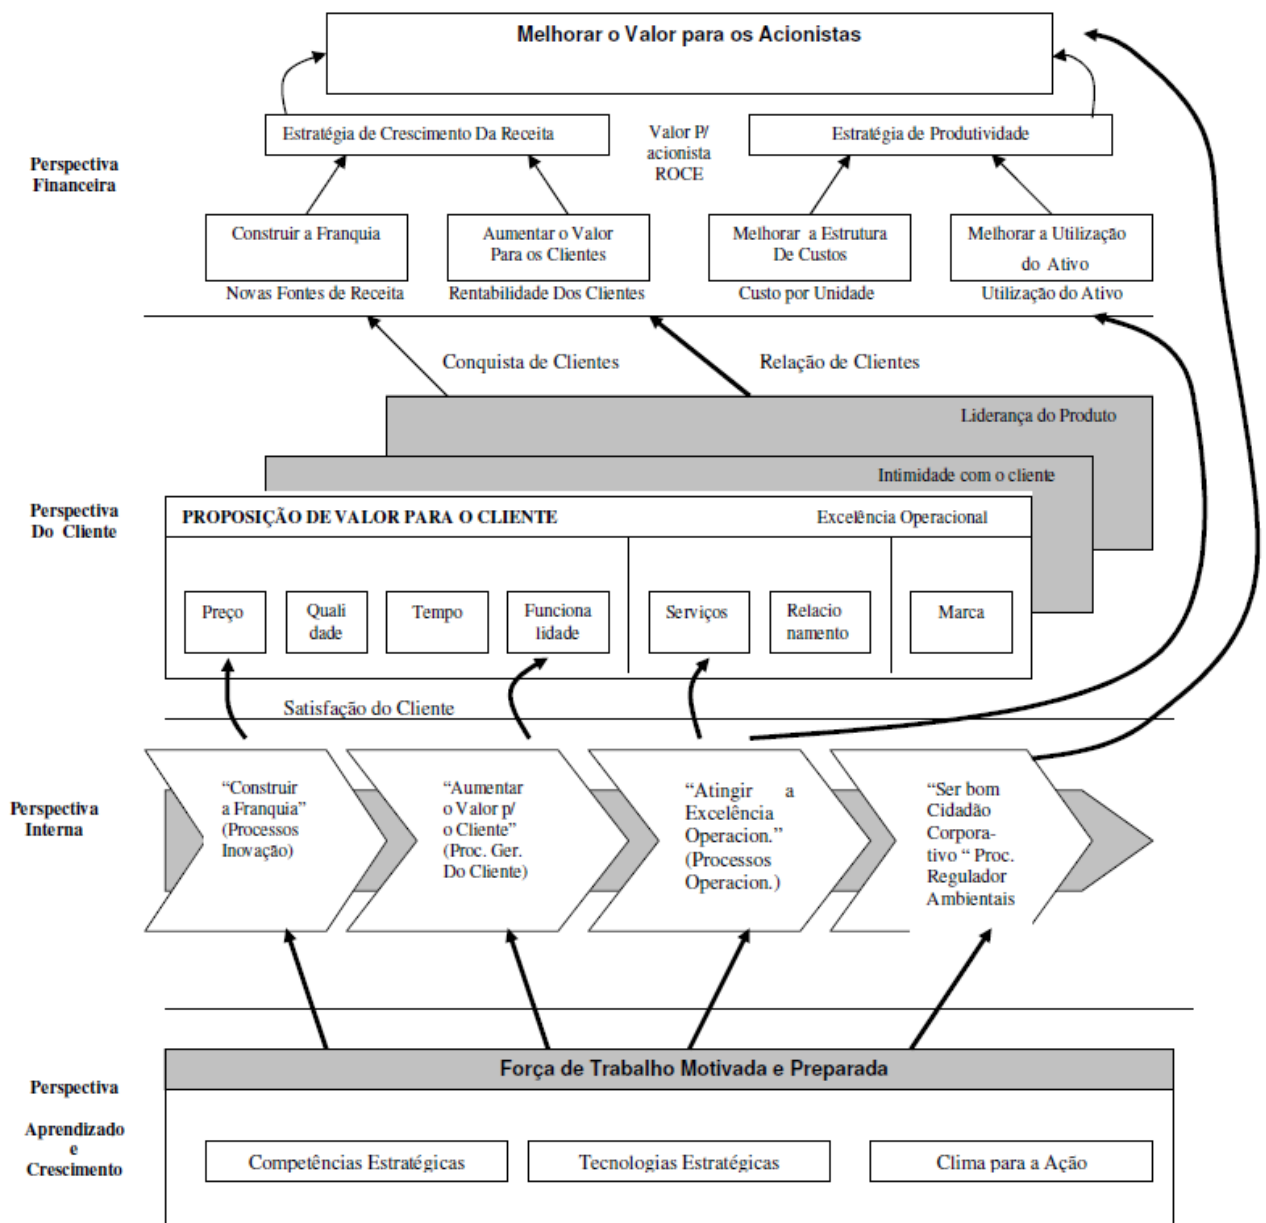 Melhorar o Valor para os Acionistas
Estratégia de Crescimento Da Receita
Valor P/
acionista
ROCE
Estratégia de Produtividade
Perspectiva
Financeira
Construir a Franquia
Aumentar o Valor
Para os Clientes
Melhorar a Estrutura
De Custos
Melhorar a Utilização
do Ativo
Novas Fontes de Receita
Rentabilidade Dos Clientes
Custo por Unidade
Utilização do Ativo
Conquista de Clientes
Relação de Clientes
Liderança do Produto
Intimidade com o cliente
Perspectiva
Do Cliente
PROPOSIÇÃO DE VALOR PARA O CLIENTE
Excelência Operacional
Preço
Quali
dade
Tempo
Funciona
lidade
Serviços
Relacio
namento
Marca
Satisfação do Cliente
Perspectiva
Interna
“Construir
a Franquia”
(Processos
Inovação)
“Aumentar
o Valor p/
o Cliente”
(Proc. Ger.
Do Cliente)
“Atingir a
Excelência
Operacion.”
(Processos
Operacion.)
“Ser bom
Cidadão
Corpora-
tivo “ Proc.
Regulador
Ambientais
Força de Trabalho Motivada e Preparada
Perspectiva
Aprendizado
e
Crescimento
Competências Estratégicas
Tecnologias Estratégicas
Clima para a Ação